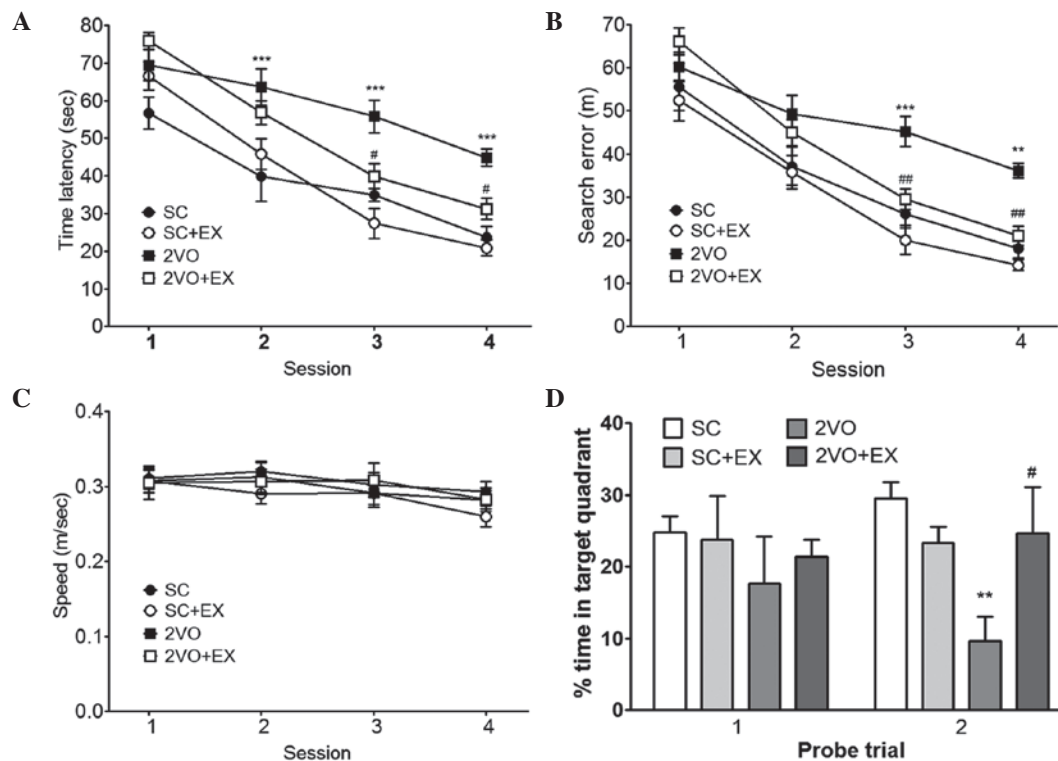 A
Time latency (sec)
80
70
60
50
40
30
20
10
0
***
***
***
#
#
SC
SC+EX
2VO
2VO+EX
1 2 3 4
Session
B
Search error (m)
70
60
50
40
30
20
10
0
***
**
##
##
SC
SC+EX
2VO
2VO+EX
1 2 3 4
Session
C
Speed (m/sec)
0.4
0.3
0.2
0.1
0.0
SC
SC+EX
2VO
2VO+EX
1 2 3 4
Session
D
% time in target quadrant
40
30
20
10
0
SC 2VO
SC+EX 2VO+EX
#
**
1 2
Probe trial